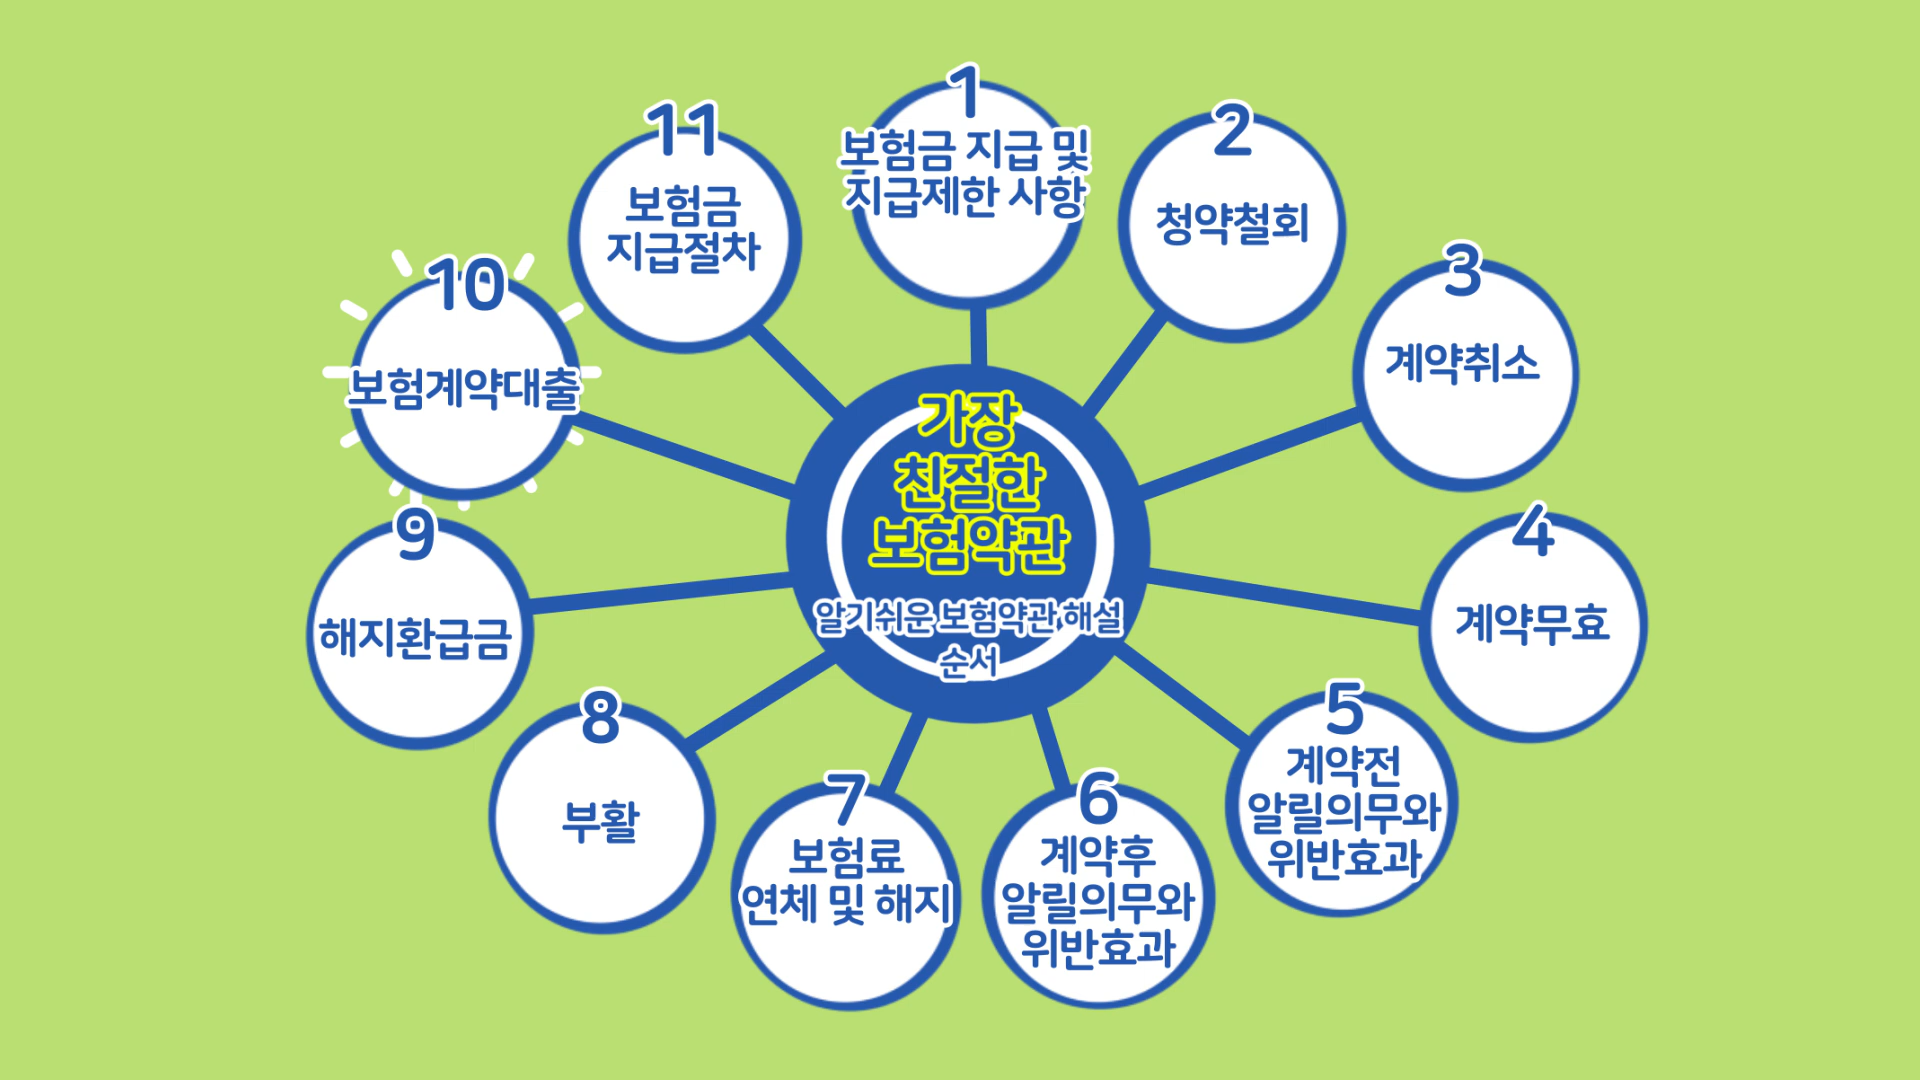 가장
친절한
보험약관
알기쉬운 보험약관 해설
순서
1
보험금 지급 및
지급제한 사항
2
청약철회
3
계약취소
4
계약무효
5
계약전
알릴의무와
위반효과
6
계약후
알릴의무와
위반효과
7
보험료
연체 및 해지
8
부활
9
해지환급금
10
보험계약대출
11
보험금
지급절차